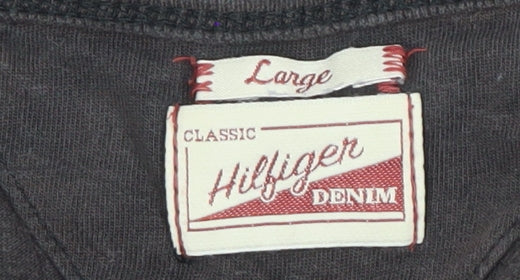 Large
CLASSIC
Hilfiger
DENIM